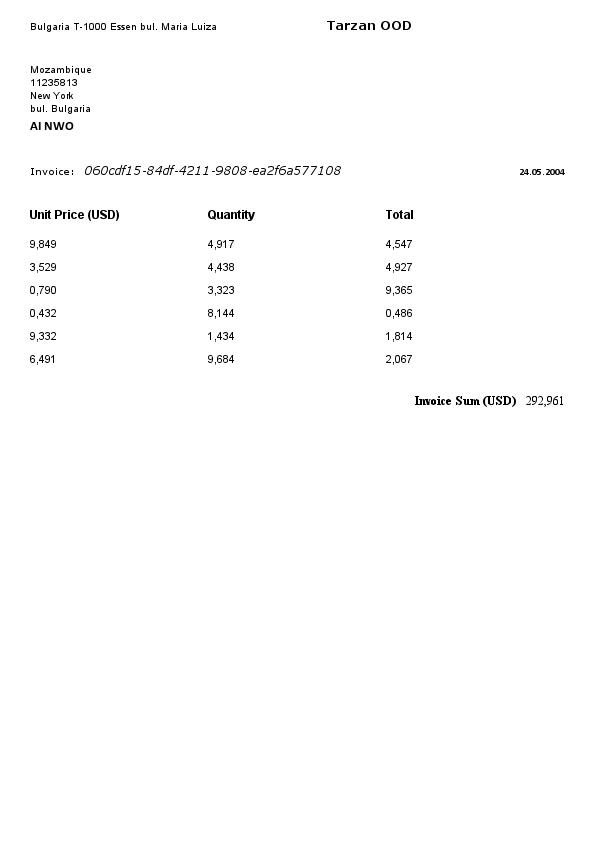 Bulgaria T-1000 Essen bul. Maria Luiza Tarzan OOD
Mozambique
11235813
New York
bul. Bulgaria
AI NWO
Invoice: 060cdf15-84df-4211-9808-ea2f6a577108 24.05.2004
Unit Price (USD) Quantity Total
9,849 4,917 4,547
3,529 4,438 4,927
0,790 3,323 9,365
0,432 8,144 0,486
9,332 1,434 1,814
6,491 9,684 2,067
Invoice Sum (USD) 292,961